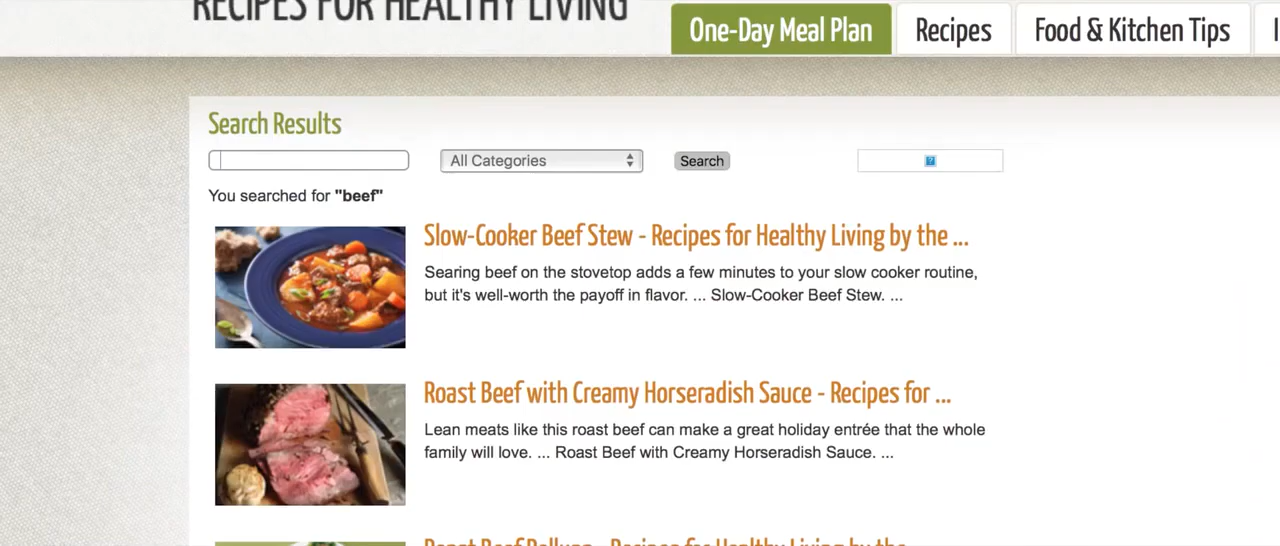 RECIPES FOR HEALTHY LIVING
One-Day Meal Plan
Recipes
Food & Kitchen Tips
Search Results
All Categories
Search
You searched for "beef"
Slow-Cooker Beef Stew - Recipes for Healthy Living by the ...
Searing beef on the stovetop adds a few minutes to your slow cooker routine,
but it's well-worth the payoff in flavor. ... Slow-Cooker Beef Stew. ...
Roast Beef with Creamy Horseradish Sauce - Recipes for ...
Lean meats like this roast beef can make a great holiday entrée that the whole
family will love. ... Roast Beef with Creamy Horseradish Sauce. ...